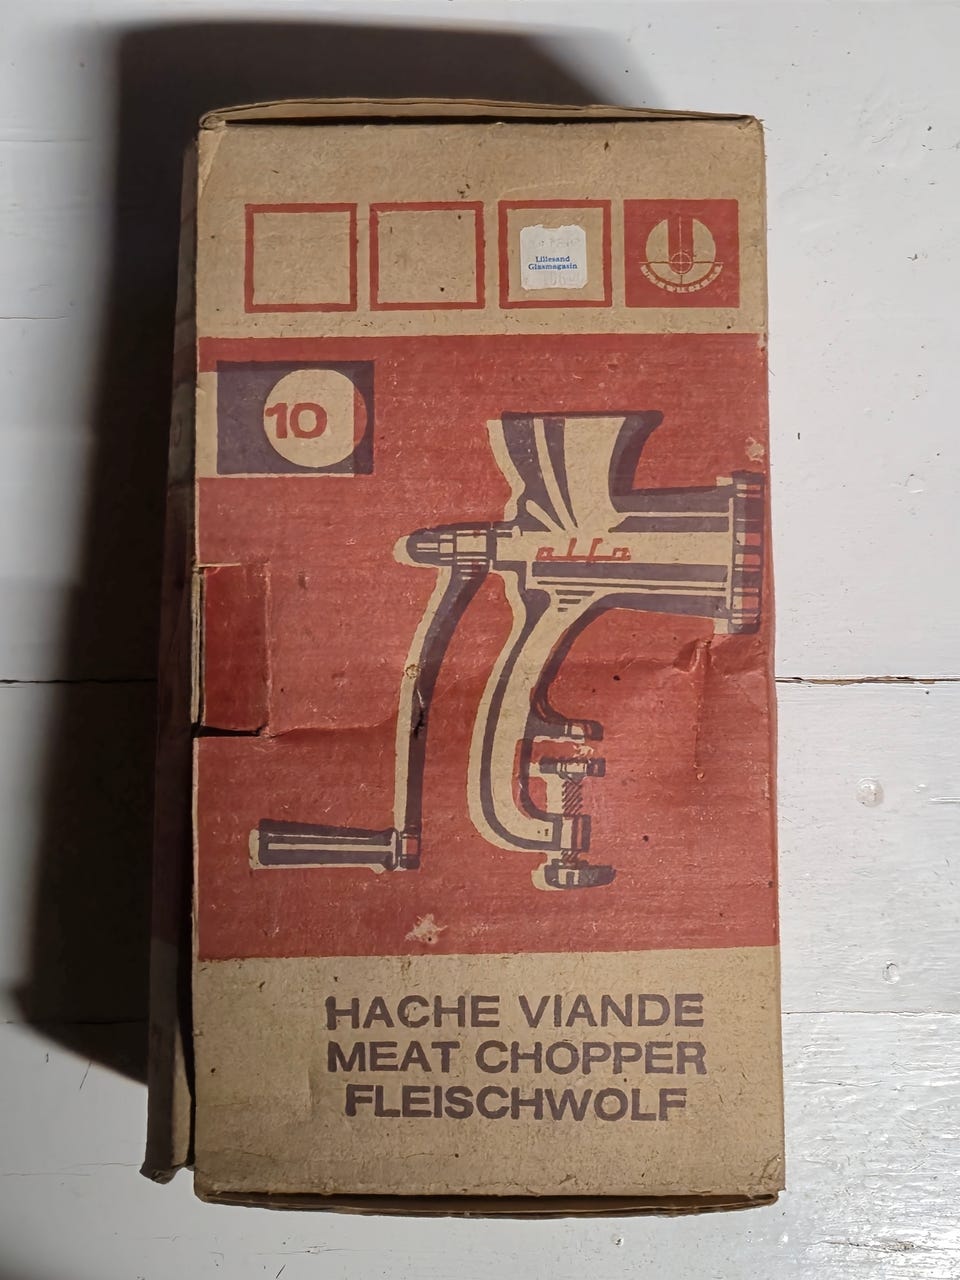 Lillesand
Glasmagasin
10
alfa
HACHE VIANDE
MEAT CHOPPER
FLEISCHWOLF